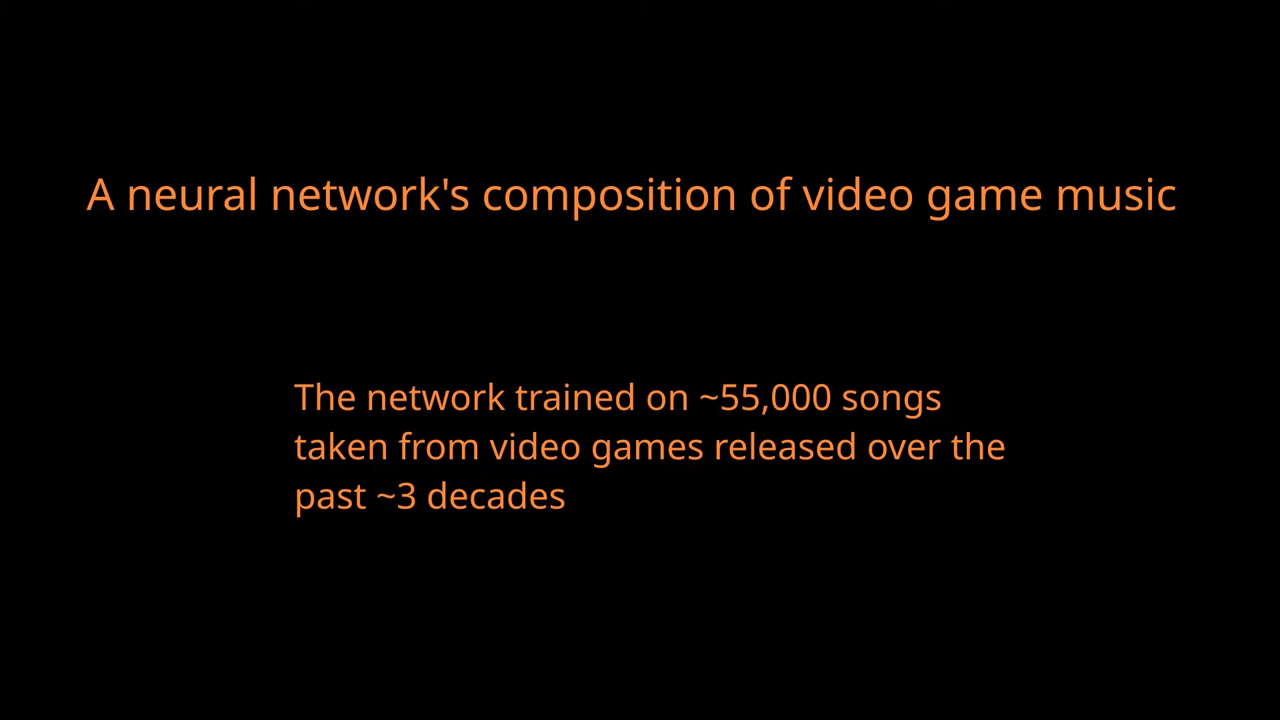 A neural network's composition of video game music
The network trained on ~55,000 songs
taken from video games released over the
past ~3 decades